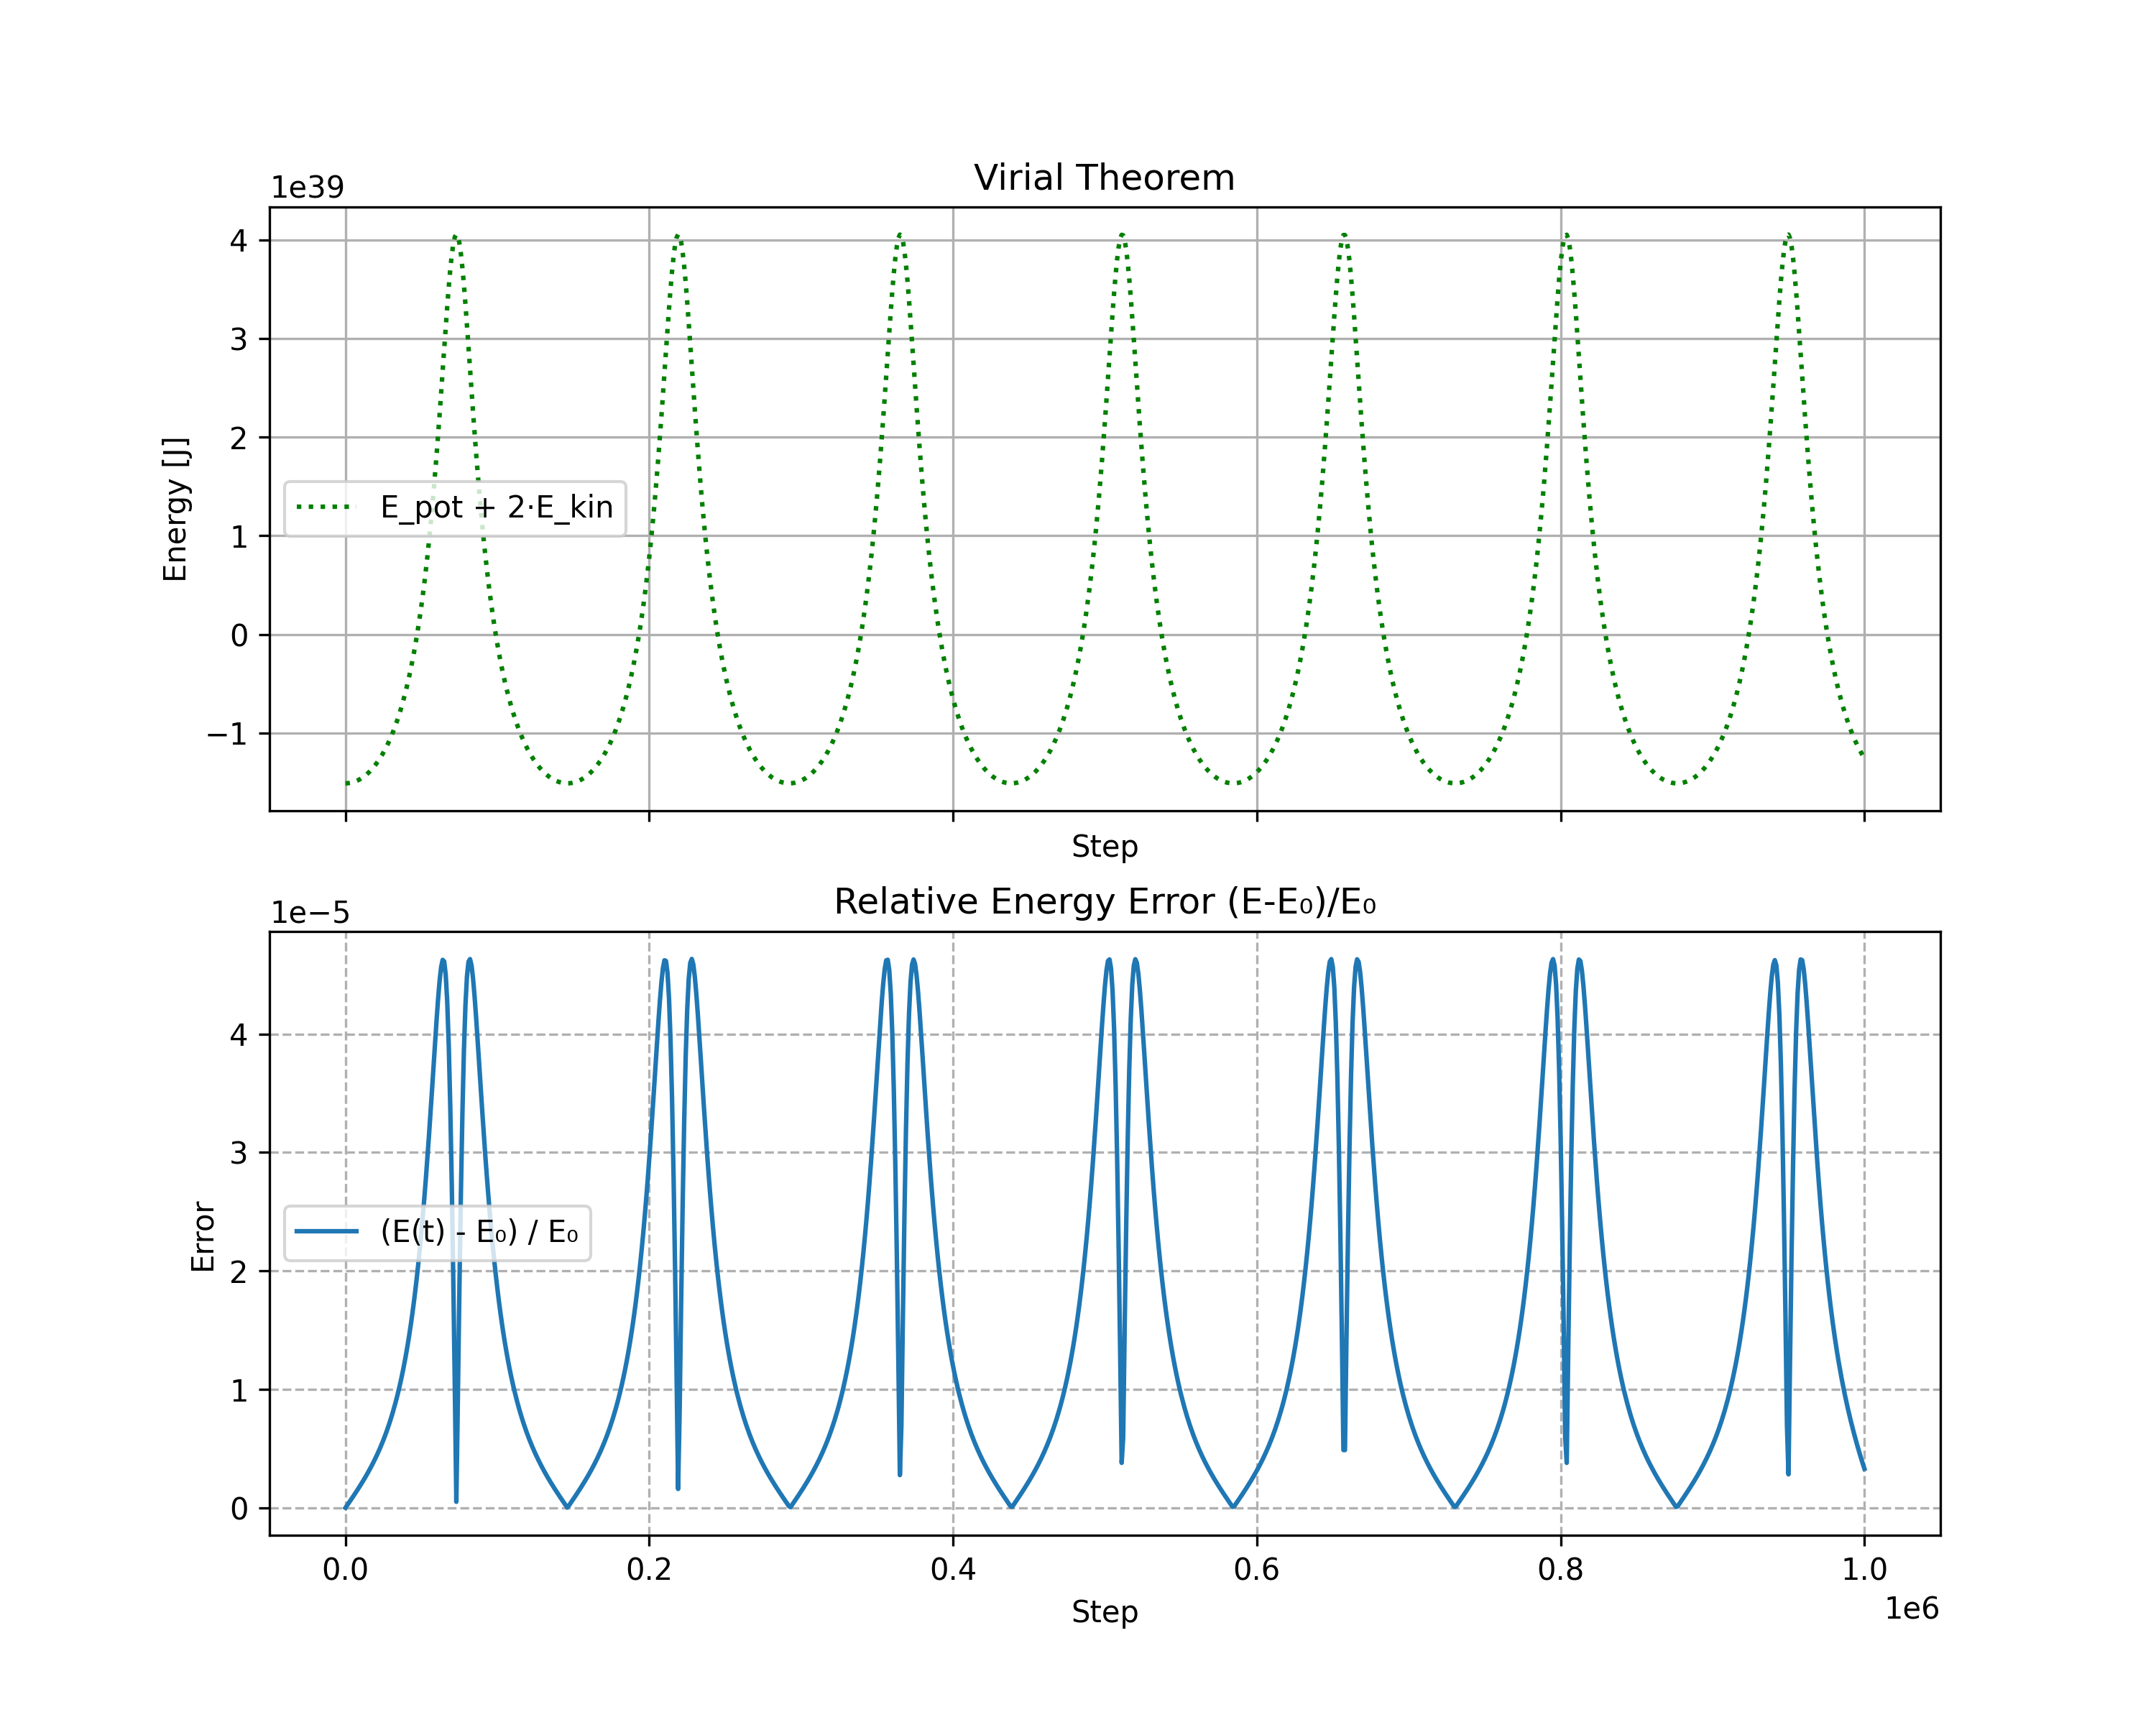 Virial Theorem
1e39
4
3
2
1
0
−1
Energy [J]
E_pot + 2·E_kin
Step
Relative Energy Error (E-E₀)/E₀
1e−5
4
3
2
1
0
Error
(E(t) - E₀) / E₀
0.0 0.2 0.4 0.6 0.8 1.0
Step
1e6